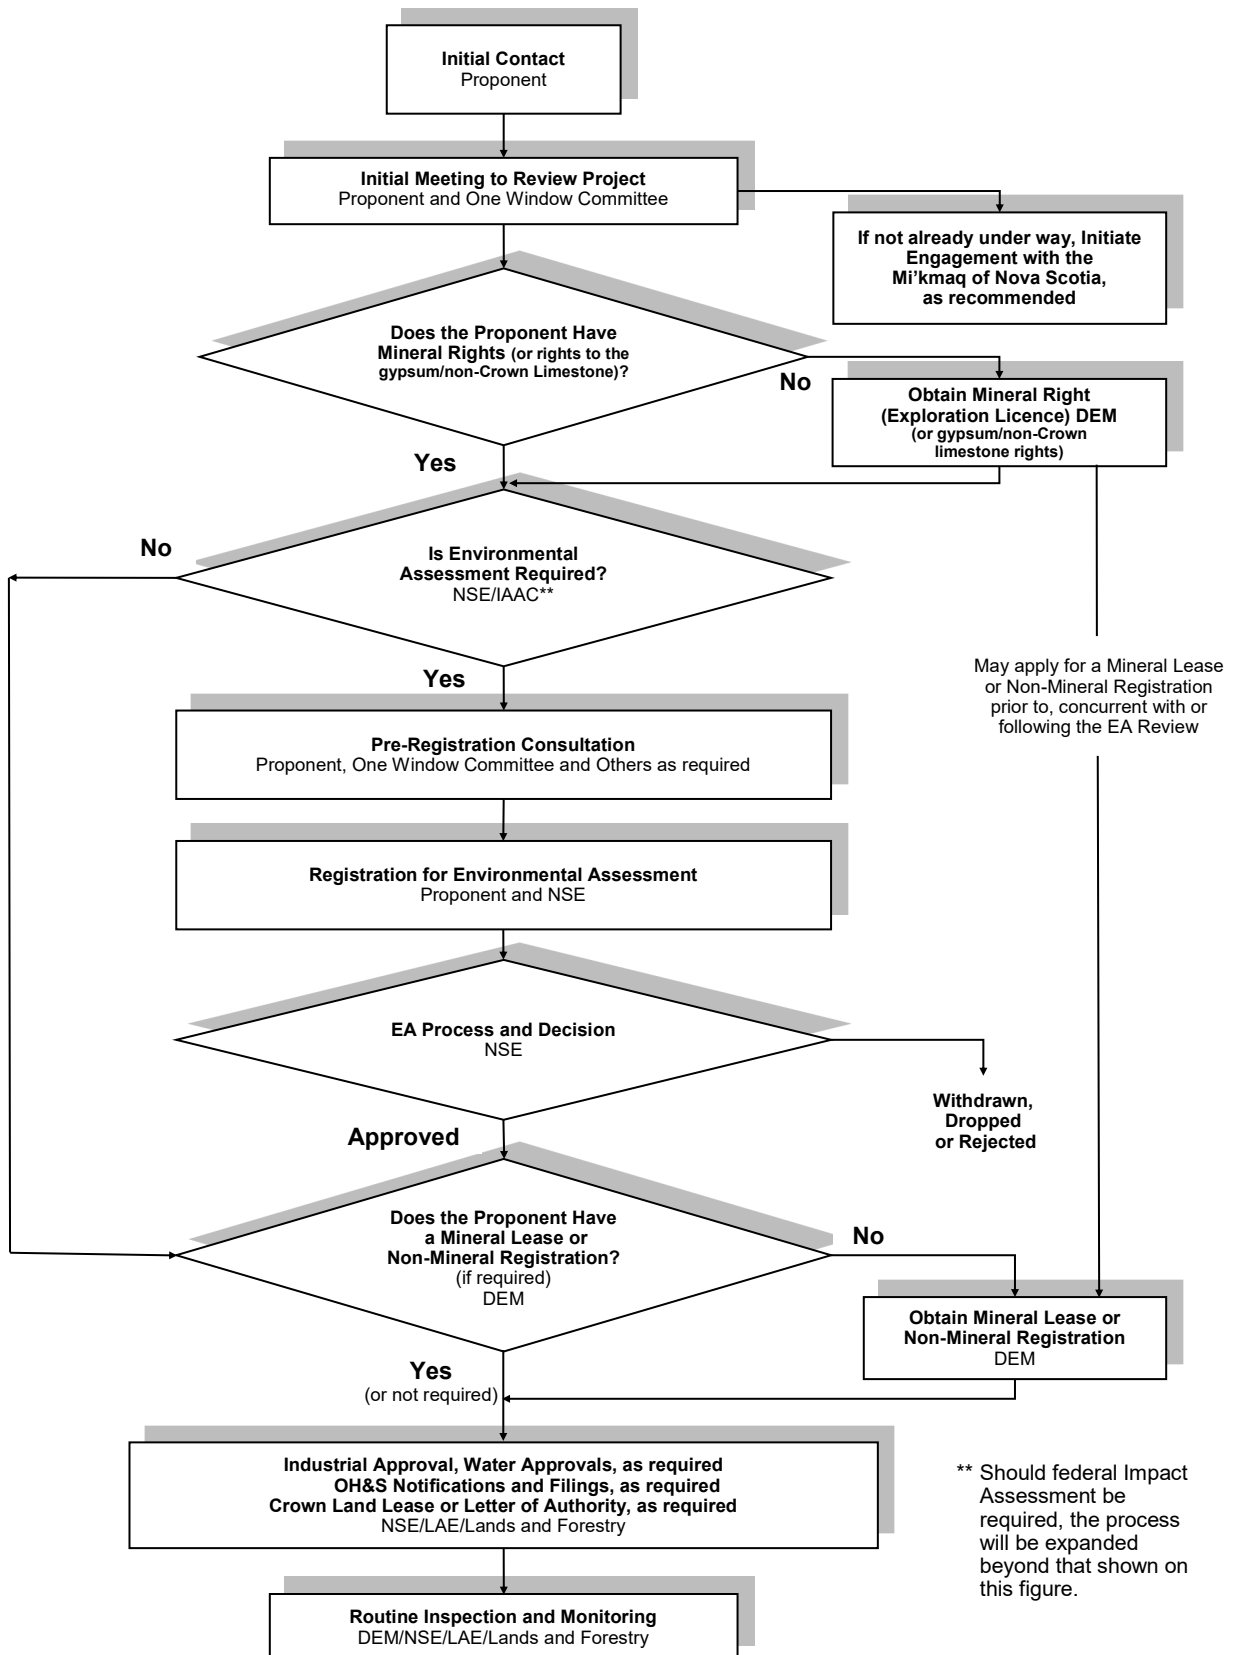 Initial Contact
Proponent
Initial Meeting to Review Project
Proponent and One Window Committee
If not already under way, Initiate
Engagement with the
Mi’kmaq of Nova Scotia,
as recommended
Does the Proponent Have
Mineral Rights (or rights to the
gypsum/non-Crown Limestone)?
No
Obtain Mineral Right
(Exploration Licence) DEM
(or gypsum/non-Crown
limestone rights)
Yes
No
Is Environmental
Assessment Required?
NSE/IAAC**
Yes
May apply for a Mineral Lease
or Non-Mineral Registration
prior to, concurrent with or
following the EA Review
Pre-Registration Consultation
Proponent, One Window Committee and Others as required
Registration for Environmental Assessment
Proponent and NSE
EA Process and Decision
NSE
Withdrawn,
Dropped
or Rejected
Approved
Does the Proponent Have
a Mineral Lease or
Non-Mineral Registration?
(if required)
DEM
No
Obtain Mineral Lease or
Non-Mineral Registration
DEM
Yes
(or not required)
Industrial Approval, Water Approvals, as required
OH&S Notifications and Filings, as required
Crown Land Lease or Letter of Authority, as required
NSE/LAE/Lands and Forestry
** Should federal Impact
Assessment be
required, the process
will be expanded
beyond that shown on
this figure.
Routine Inspection and Monitoring
DEM/NSE/LAE/Lands and Forestry